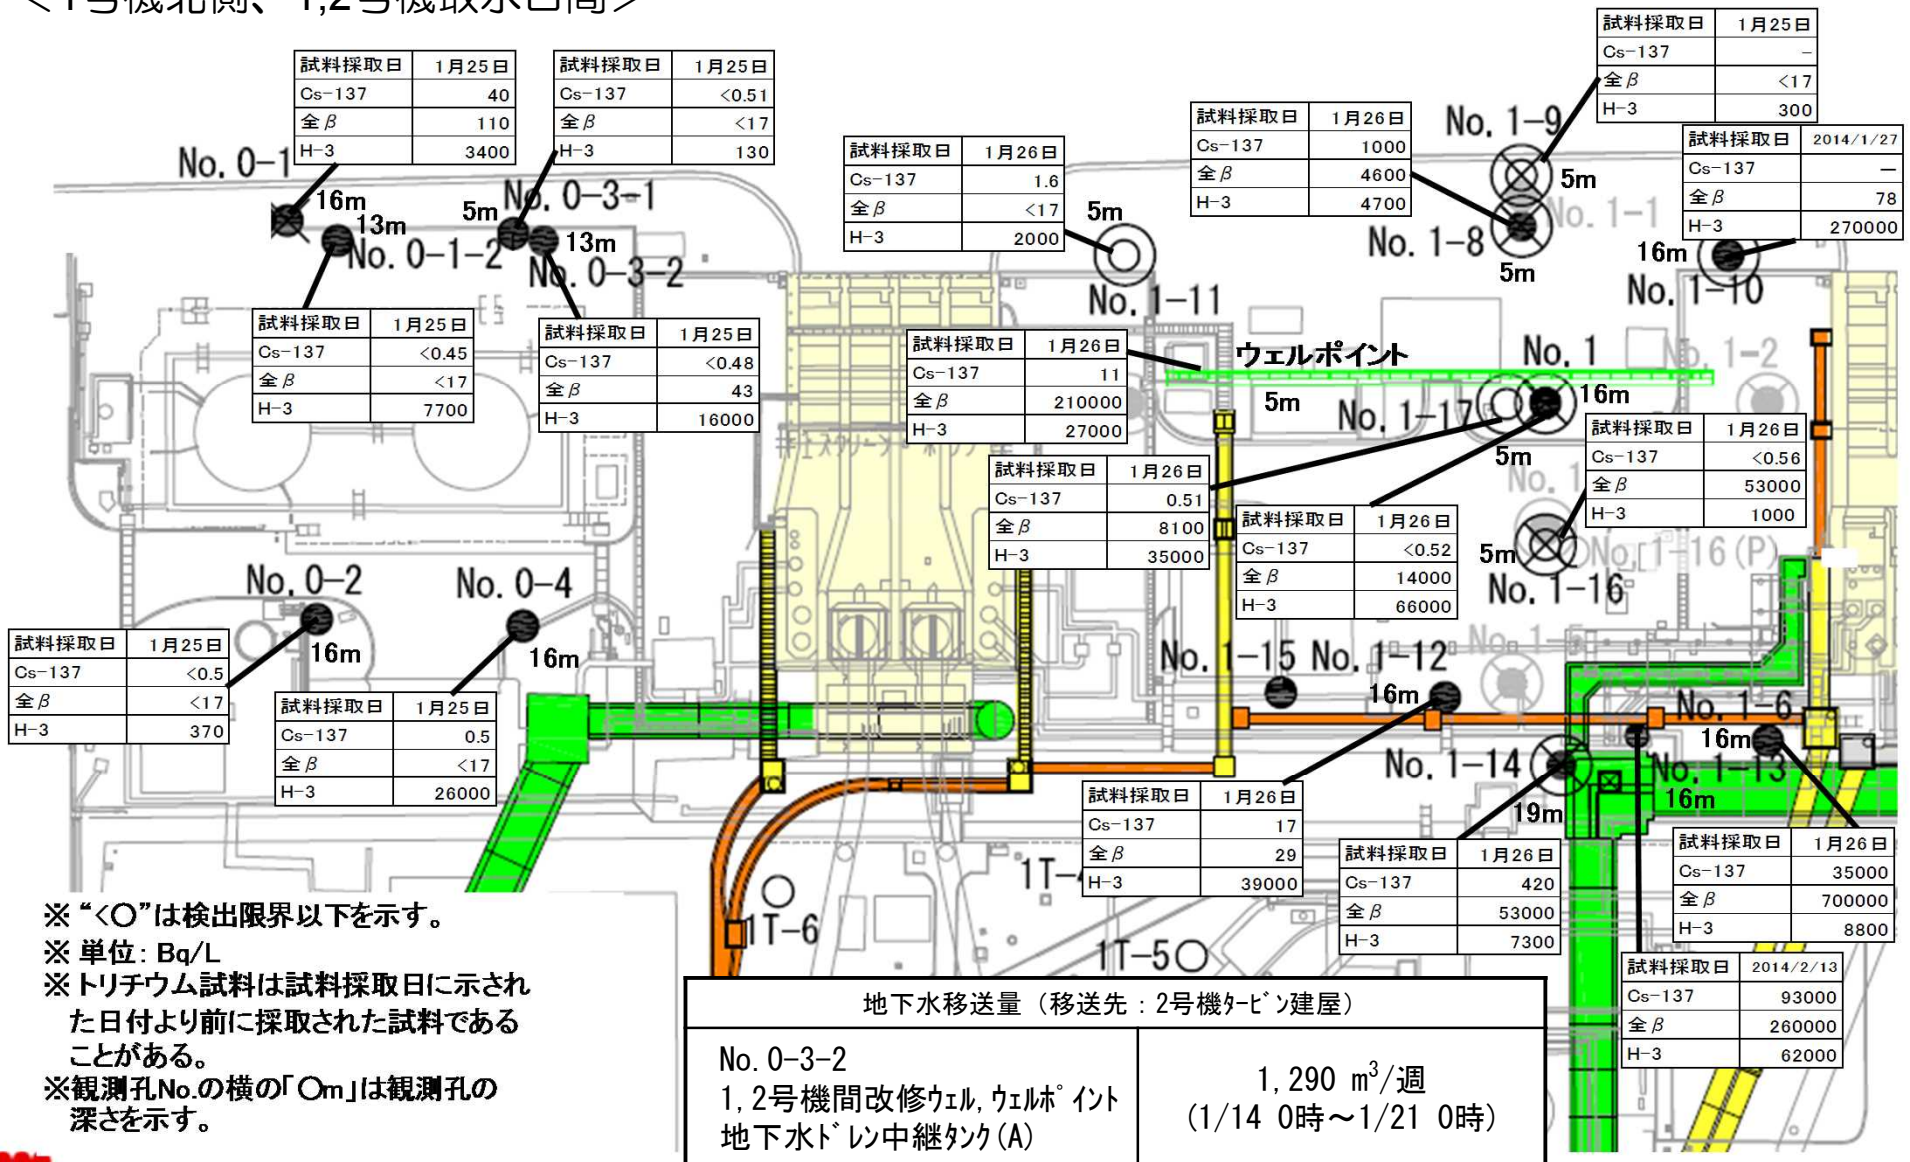 <1号機北側、1,2号機取水口間>
試料採取日 1月25日
Cs-137 40
全β 110
H-3 3400
試料採取日 1月25日
Cs-137 <0.51
全β <17
H-3 130
試料採取日 1月25日
Cs-137 -
全β <17
H-3 300
試料採取日 1月26日
Cs-137 1.6
全β <17
H-3 2000
試料採取日 1月26日
Cs-137 1000
全β 4600
H-3 4700
試料採取日 2014/1/27
Cs-137 —
全β 78
H-3 270000
No. 0-1
16m
13m
No. 0-1-2
5m
No. 0-3-1
13m
No. 0-3-2
5m
No. 1-11
No. 1-9
5m
No. 1-1
No. 1-8
5m
16m
No. 1-10
試料採取日 1月25日
Cs-137 <0.45
全β <17
H-3 7700
試料採取日 1月25日
Cs-137 <0.48
全β 43
H-3 16000
試料採取日 1月26日
Cs-137 11
全β 210000
H-3 27000
ウェルポイント
5m
No. 1
16m
No. 1-2
No. 1-17
5m
試料採取日 1月26日
Cs-137 0.51
全β 8100
H-3 35000
試料採取日 1月26日
Cs-137 <0.52
全β 14000
H-3 66000
試料採取日 1月26日
Cs-137 <0.56
全β 53000
H-3 1000
5m
No. 1-16(P)
No. 1-16
No. 0-2
16m
No. 0-4
16m
No. 1-15
No. 1-12
16m
No. 1-5
No. 1-6
16m
No. 1-14
19m
No. 1-13
16m
試料採取日 1月25日
Cs-137 <0.5
全β <17
H-3 370
試料採取日 1月25日
Cs-137 0.5
全β <17
H-3 26000
試料採取日 1月26日
Cs-137 17
全β 29
H-3 39000
試料採取日 1月26日
Cs-137 420
全β 53000
H-3 7300
試料採取日 1月26日
Cs-137 35000
全β 700000
H-3 8800
試料採取日 2014/2/13
Cs-137 93000
全β 260000
H-3 62000
1T-6
1T-5
※ “<○”は検出限界以下を示す。
※ 単位: Bq/L
※トリチウム試料は試料採取日に示され
た日付より前に採取された試料である
ことがある。
※観測孔No.の横の「○m」は観測孔の
深さを示す。
地下水移送量(移送先:2号機ﾀｰﾋﾞﾝ建屋)
No. 0-3-2
1, 2号機間改修ｳｪﾙ, ｳｪﾙﾎﾟｲﾝﾄ
地下水ﾄﾞﾚﾝ中継ﾀﾝｸ(A)
1, 290 m³/週
(1/14 0時～1/21 0時)